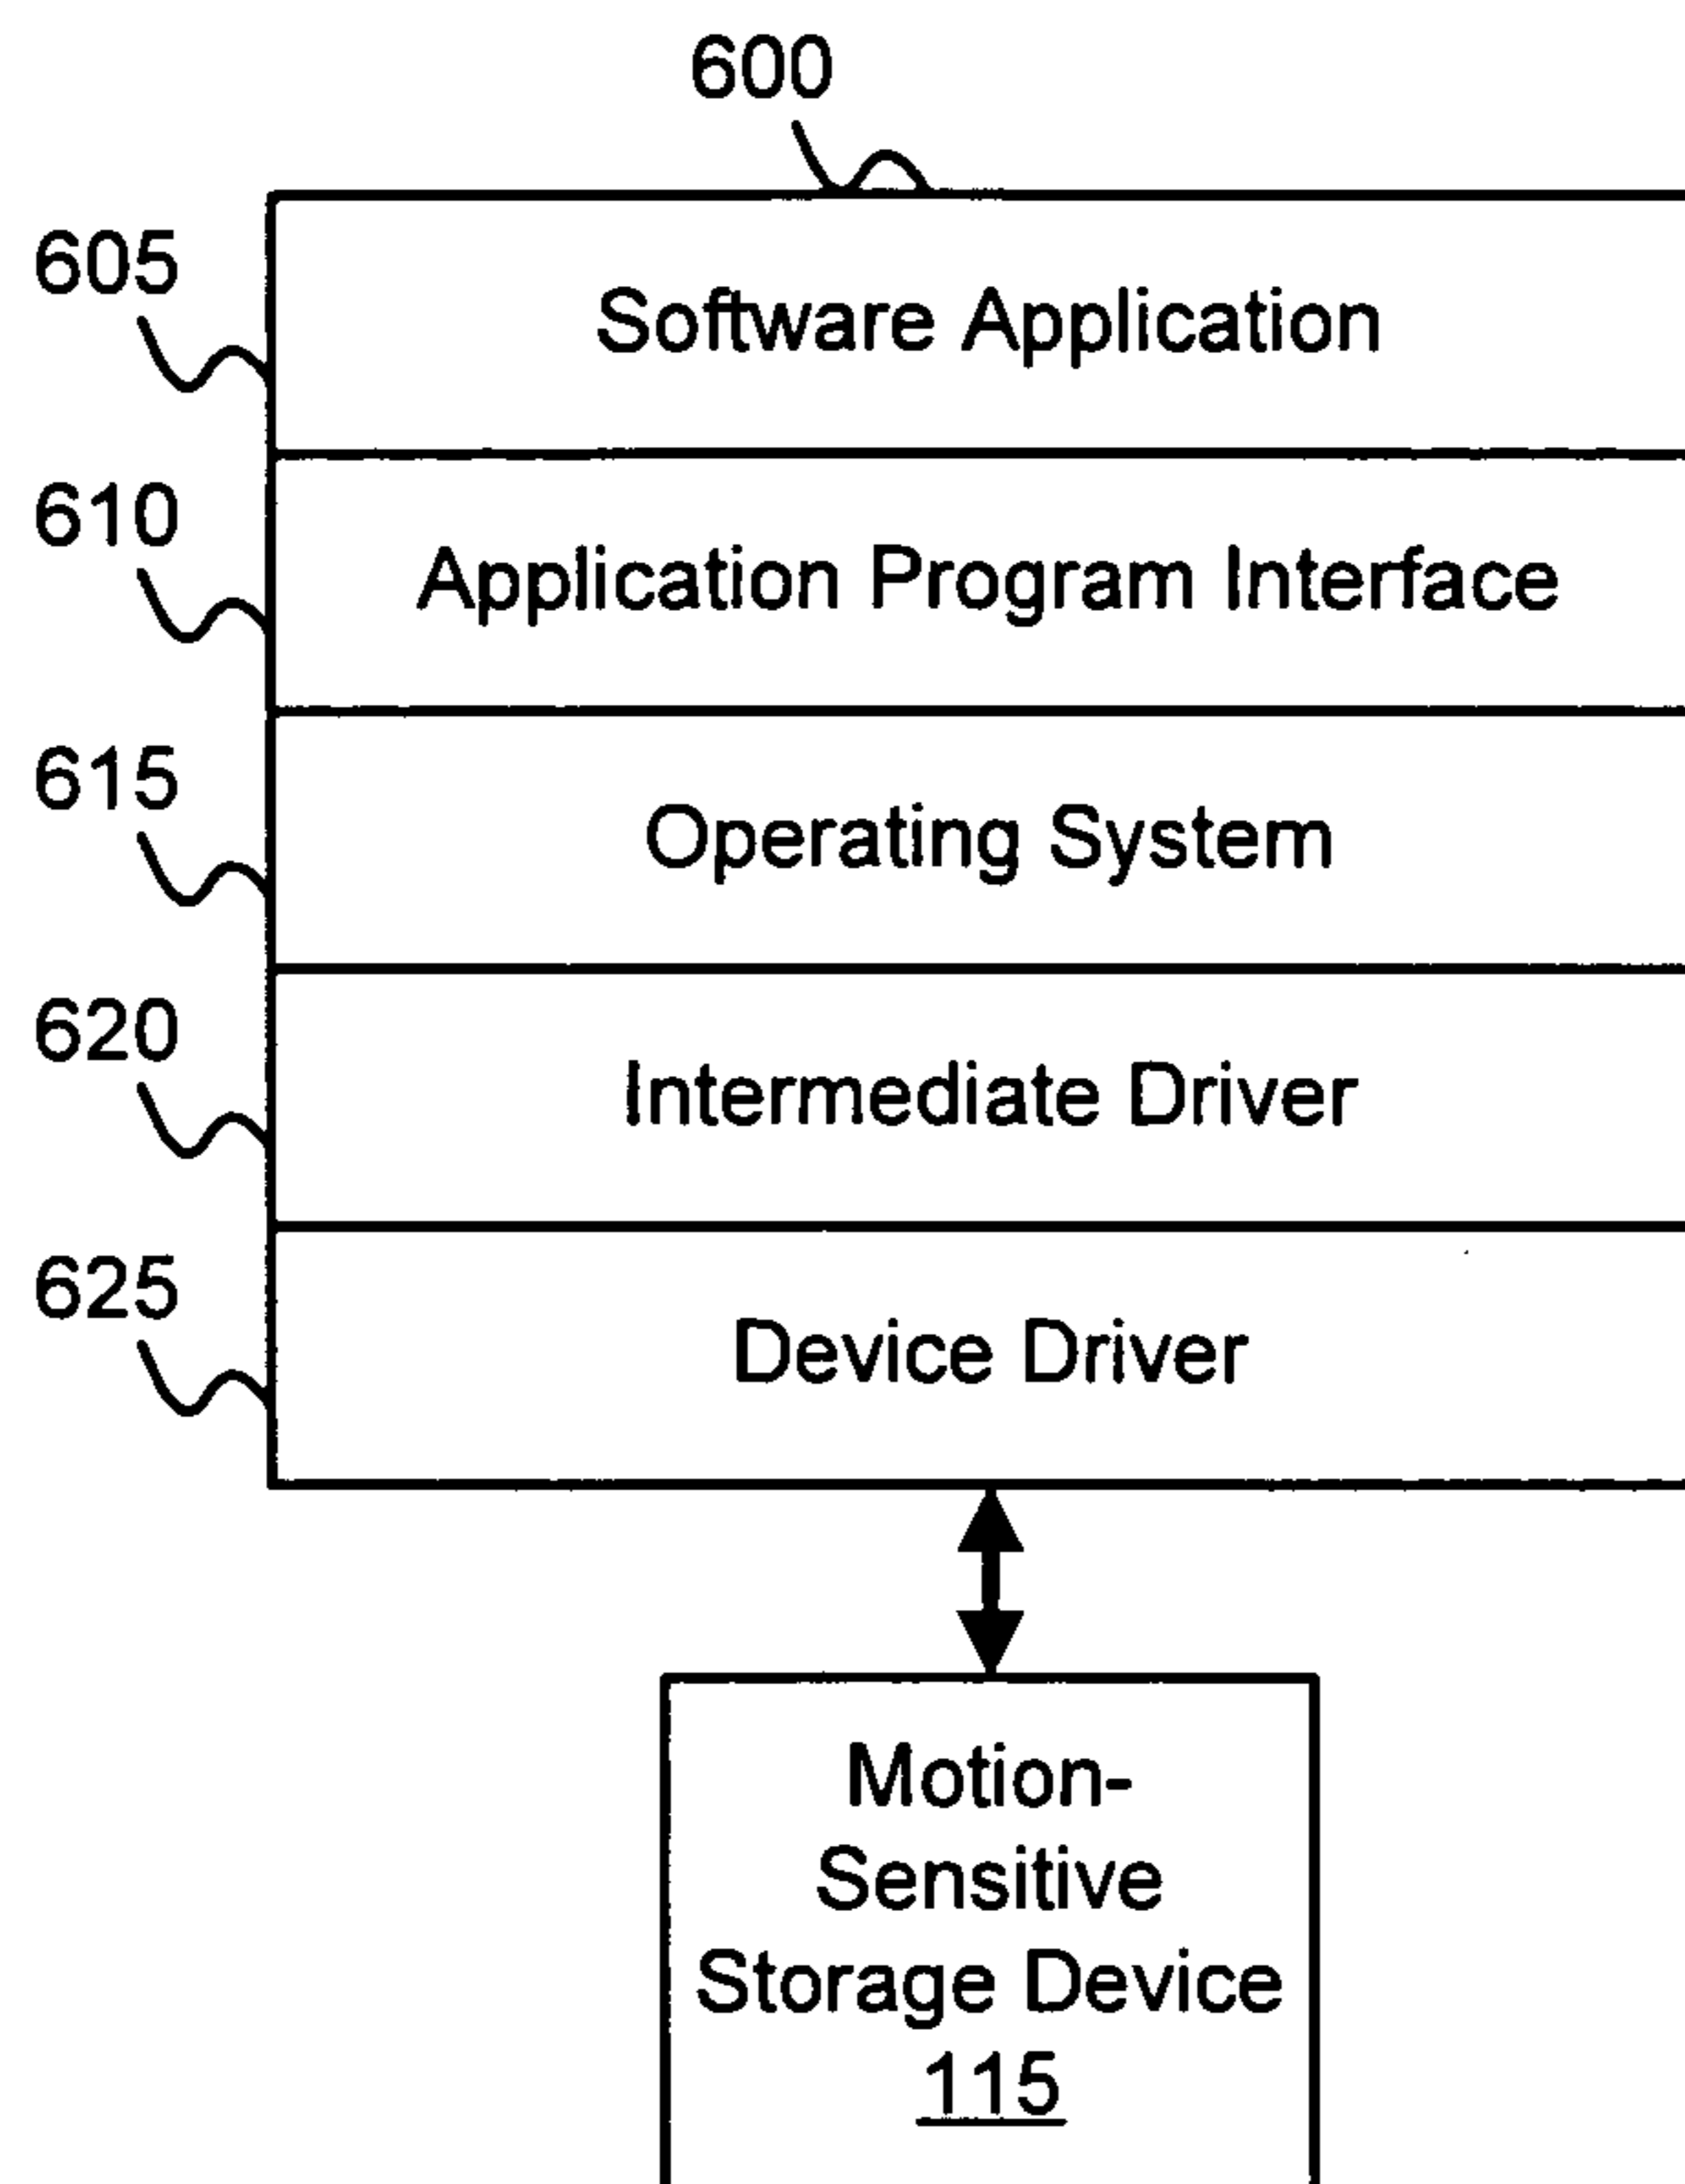 600
605
Software Application
610
Application Program Interface
615
Operating System
620
Intermediate Driver
625
Device Driver
Motion-
Sensitive
Storage Device
115